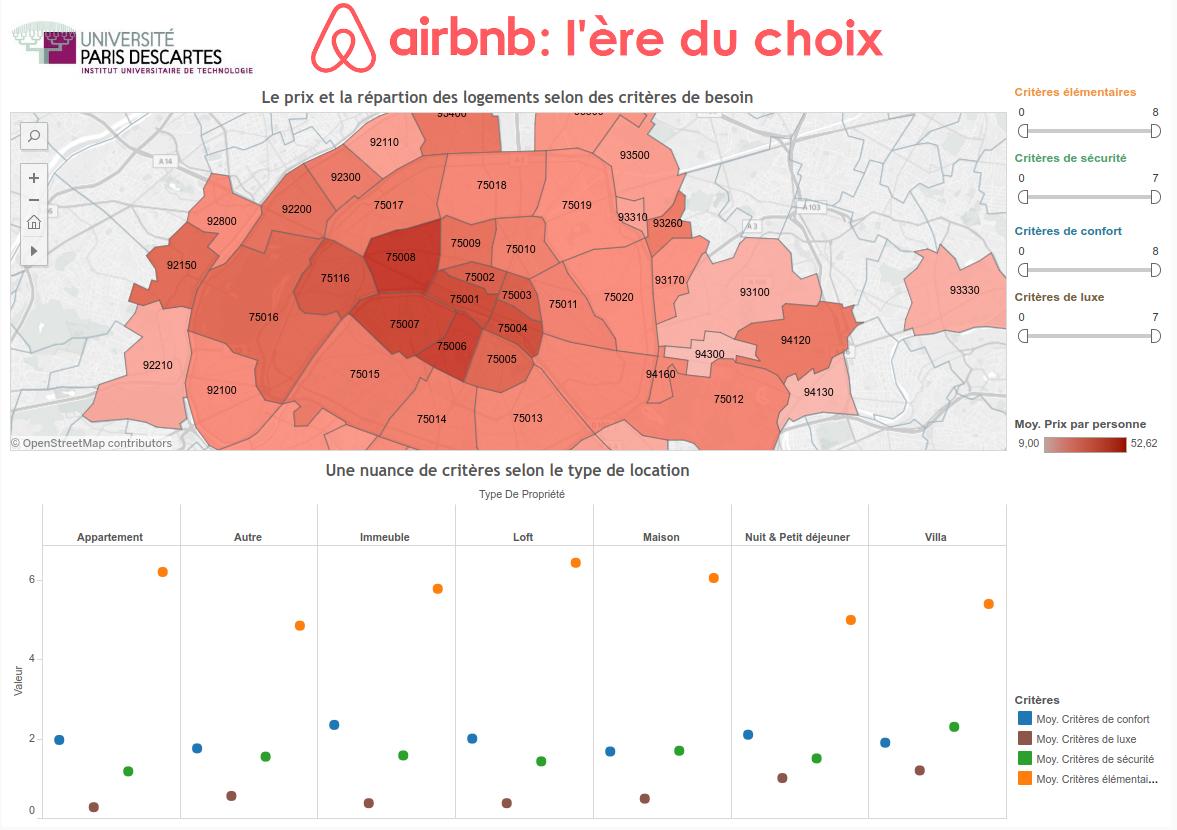 UNIVERSITÉ
PARIS DESCARTES
INSTITUT UNIVERSITAIRE DE TECHNOLOGIE
airbnb: l'ère du choix
Le prix et la répartion des logements selon des critères de besoin
Critères élémentaires
0 8
Critères de sécurité
0 7
Critères de confort
0 8
Critères de luxe
0 7
Moy. Prix par personne
9,00 52,62
A 14
A 103
A 3
92110
93500
92300
75018
92200
75017
75019
93310
93260
92800
75009
75010
75008
92150
75116
75002
75003
93170
93100
93330
75001
75011
75020
75016
75007
75004
94120
75006
75005
94300
92210
75015
94160
92100
75012
94130
75014
75013
© OpenStreetMap contributors
Une nuance de critères selon le type de location
Type De Propriété
Appartement Autre Immeuble Loft Maison Nuit & Petit déjeuner Villa
Valeur
6
4
2
0
Critères
Moy. Critères de confort
Moy. Critères de luxe
Moy. Critères de sécurité
Moy. Critères élémentai...